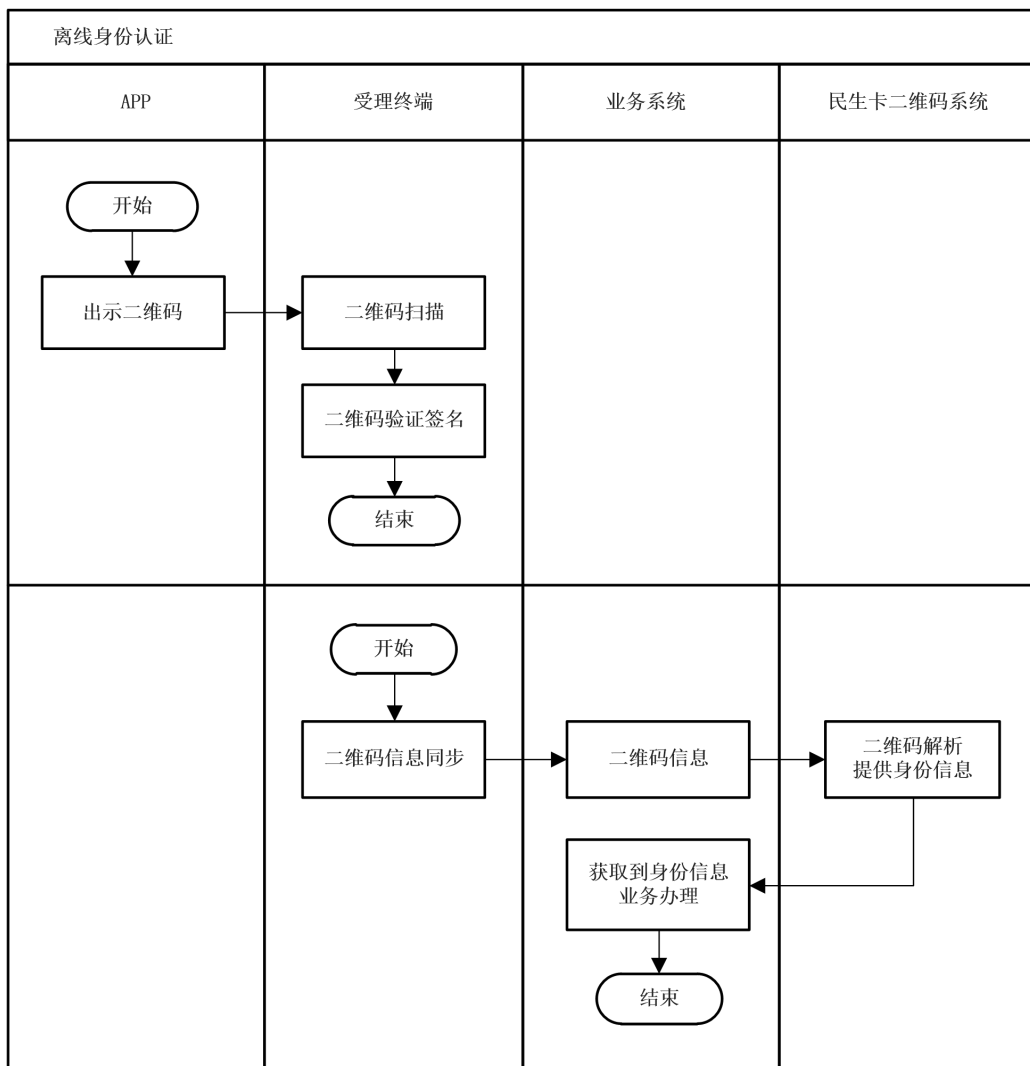 离线身份认证
APP
受理终端
业务系统
民生卡二维码系统
开始
出示二维码
二维码扫描
二维码验证签名
结束
开始
二维码信息同步
二维码信息
二维码解析
提供身份信息
获取到身份信息
业务办理
结束